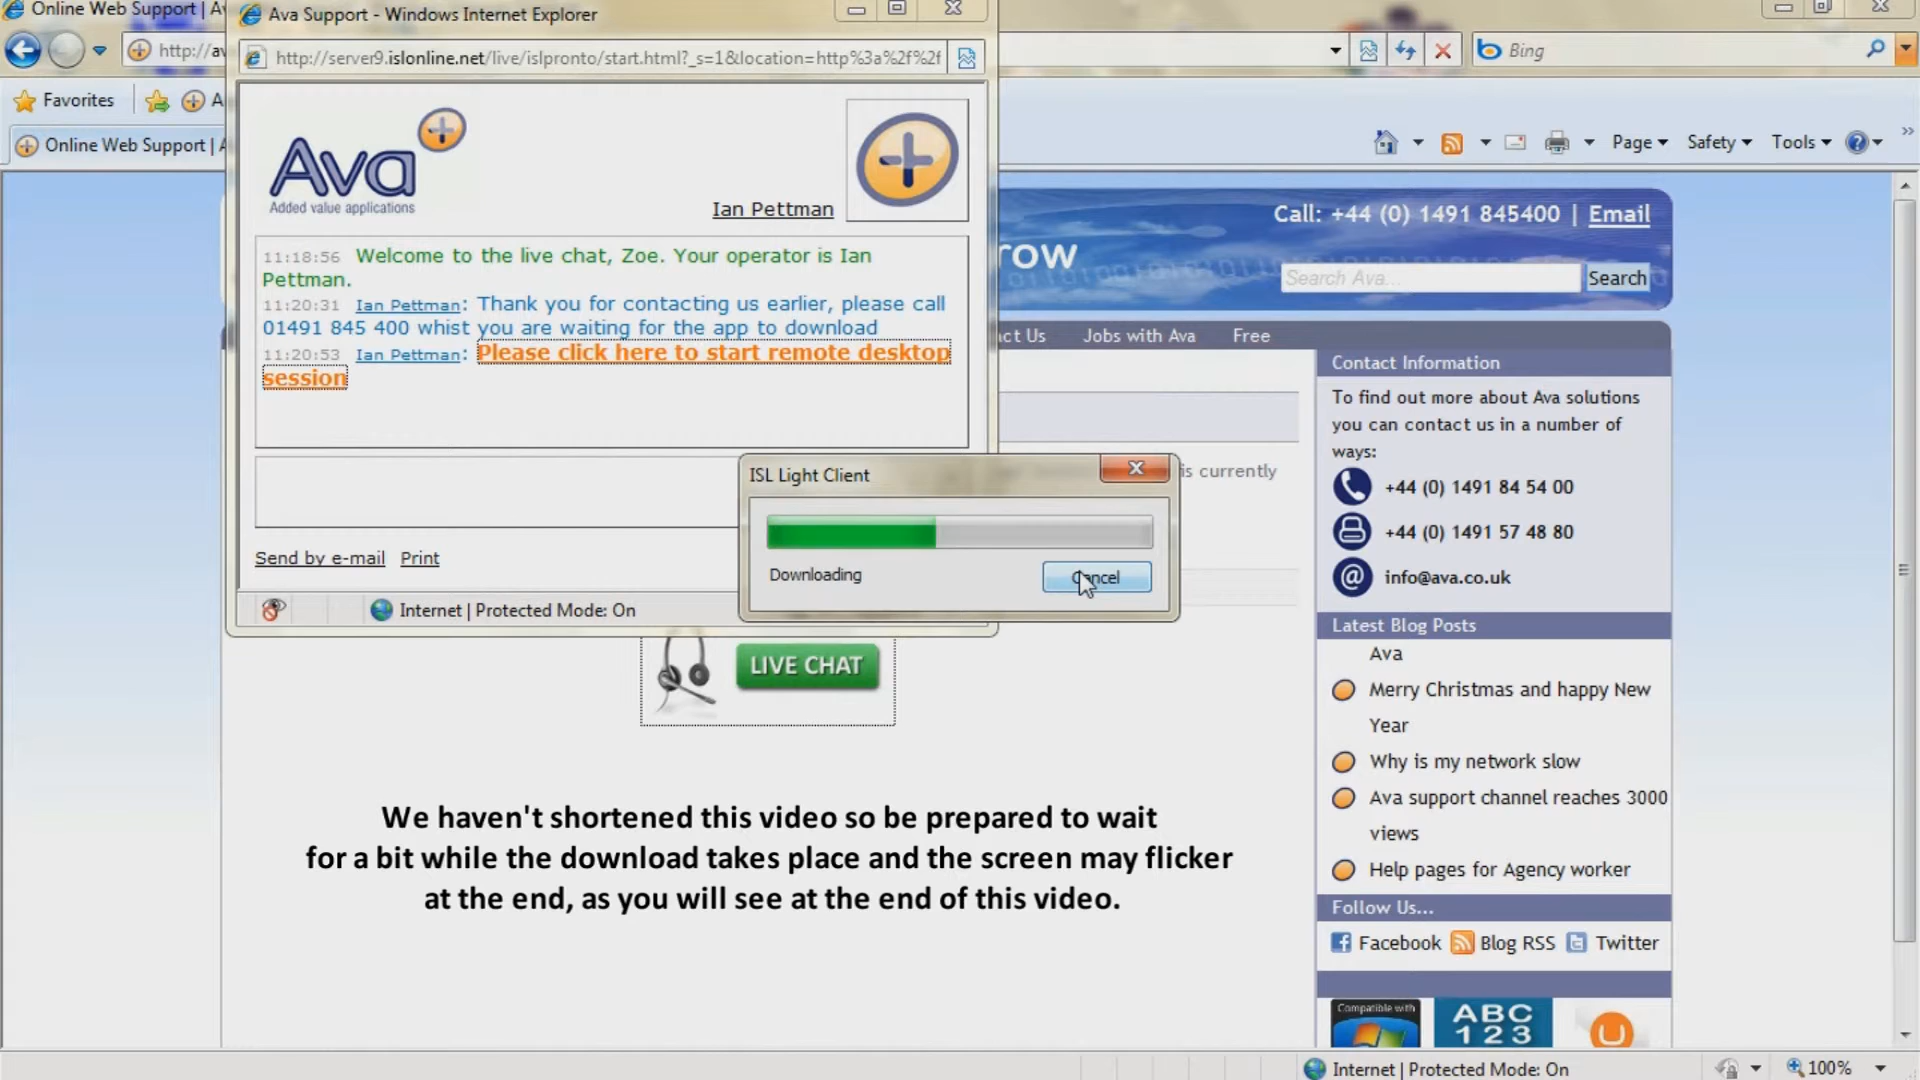 Online Web Support | A
Ava Support - Windows Internet Explorer
http://av
http://server9.islonline.net/live/islpronto/start.html?_s=1&location=http%3a%2f%2f
Bing
Favorites
A
Online Web Support | A
Page
Safety
Tools
Ava
Added value applications
Ian Pettman
11:18:56 Welcome to the live chat, Zoe. Your operator is Ian
Pettman.
11:20:31 Ian Pettman: Thank you for contacting us earlier, please call
01491 845 400 whist you are waiting for the app to download
11:20:53 Ian Pettman: Please click here to start remote desktop
session
Send by e-mail Print
Internet | Protected Mode: On
ISL Light Client
Downloading
Cancel
row
Call: +44 (0) 1491 845400 | Email
Search Ava...
Search
ct Us
Jobs with Ava
Free
is currently
LIVE CHAT
We haven't shortened this video so be prepared to wait
for a bit while the download takes place and the screen may flicker
at the end, as you will see at the end of this video.
Contact Information
To find out more about Ava solutions
you can contact us in a number of
ways:
+44 (0) 1491 84 54 00
+44 (0) 1491 57 48 80
info@ava.co.uk
Latest Blog Posts
Ava
Merry Christmas and happy New
Year
Why is my network slow
Ava support channel reaches 3000
views
Help pages for Agency worker
Follow Us...
Facebook Blog RSS Twitter
Compatible with
ABC
123
Internet | Protected Mode: On
100%